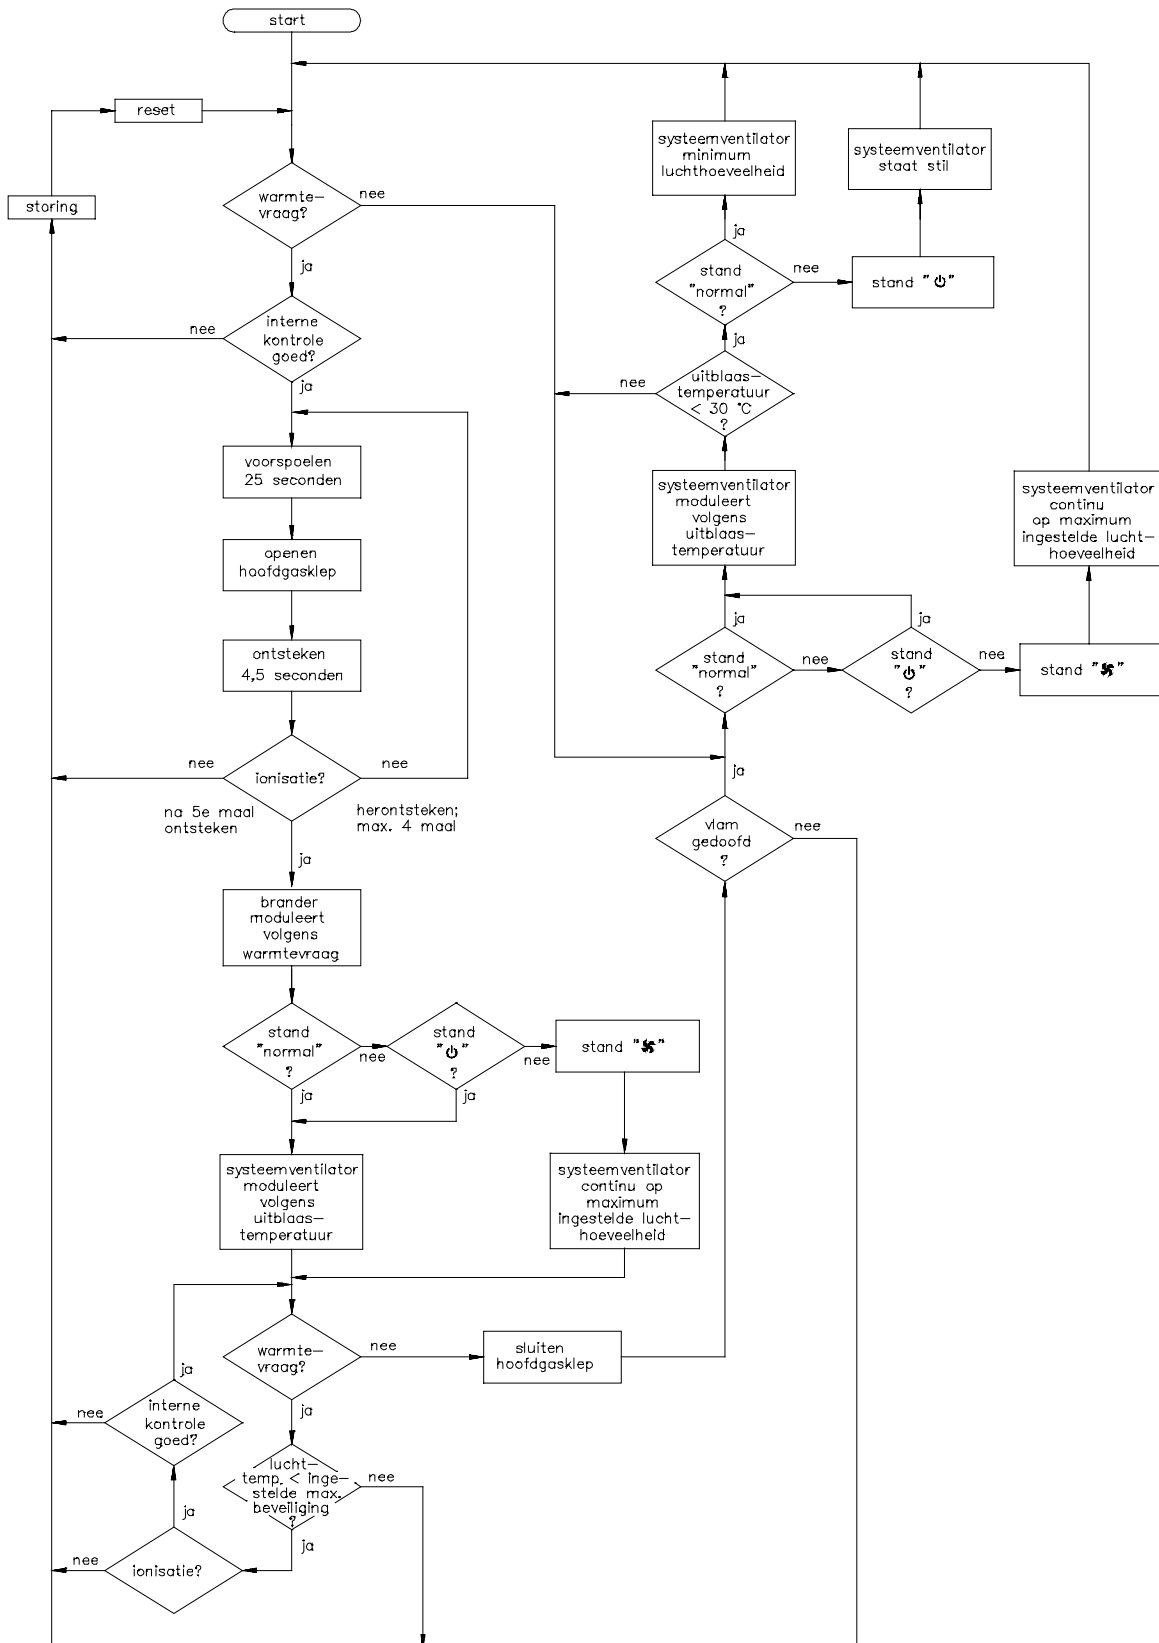 start
reset
storing
warmte-
vraag?
nee
ja
interne
kontrole
goed?
nee
ja
voorspoelen
25 seconden
openen
hoofdgasklep
ontsteken
4,5 seconden
ionisatie?
nee
nee
na 5e maal
ontsteken
herontsteken;
max. 4 maal
ja
brander
moduleert
volgens
warmtevraag
stand
"normal"
?
nee
ja
stand
"⏻"
?
nee
ja
stand " "
systeemventilator
moduleert
volgens
uitblaas-
temperatuur
systeemventilator
continu op
maximum
ingestelde lucht-
hoeveelheid
warmte-
vraag?
nee
ja
sluiten
hoofdgasklep
lucht-
temp. < inge-
stelde max.
beveiliging
?
nee
ja
ionisatie?
nee
ja
interne
kontrole
goed?
nee
ja
vlam
gedoofd
?
nee
ja
stand
"normal"
?
nee
ja
stand
"⏻"
?
nee
ja
stand " "
systeemventilator
continu
op maximum
ingestelde lucht-
hoeveelheid
systeemventilator
moduleert
volgens
uitblaas-
temperatuur
uitblaas-
temperatuur
< 30 °C
?
nee
ja
stand
"normal"
?
nee
ja
stand "⏻"
systeemventilator
minimum
luchthoeveelheid
systeemventilator
staat stil